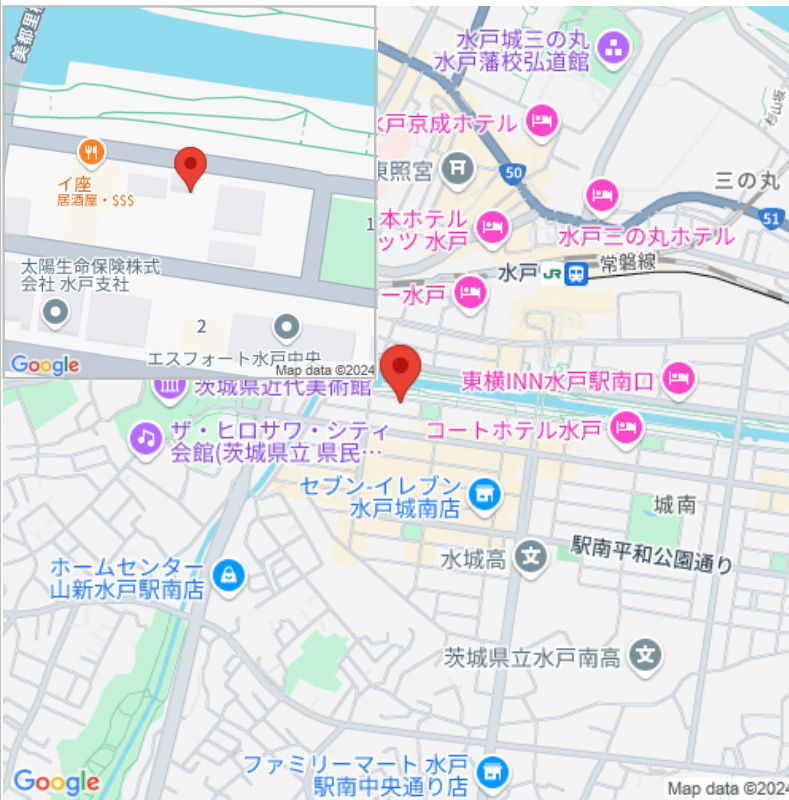 美都里橋
イ座
居酒屋・$$$
太陽生命保険株式
会社 水戸支社
1
2
エスフォート水戸中央
Google
Map data ©2024
水戸城三の丸
水戸藩校弘道館
水戸京成ホテル
東照宮
50
杉山坂
三の丸
51
本ホテル
ッツ 水戸
水戸三の丸ホテル
水戸
JR
常磐線
ー水戸
茨城県近代美術館
東横INN水戸駅南口
ザ・ヒロサワ・シティ
会館(茨城県立 県民…
コートホテル水戸
セブン-イレブン
水戸城南店
城南
ホームセンター
山新水戸駅南店
水城高
駅南平和公園通り
茨城県立水戸南高
ファミリーマート 水戸
駅南中央通り店
Google
Map data ©2024